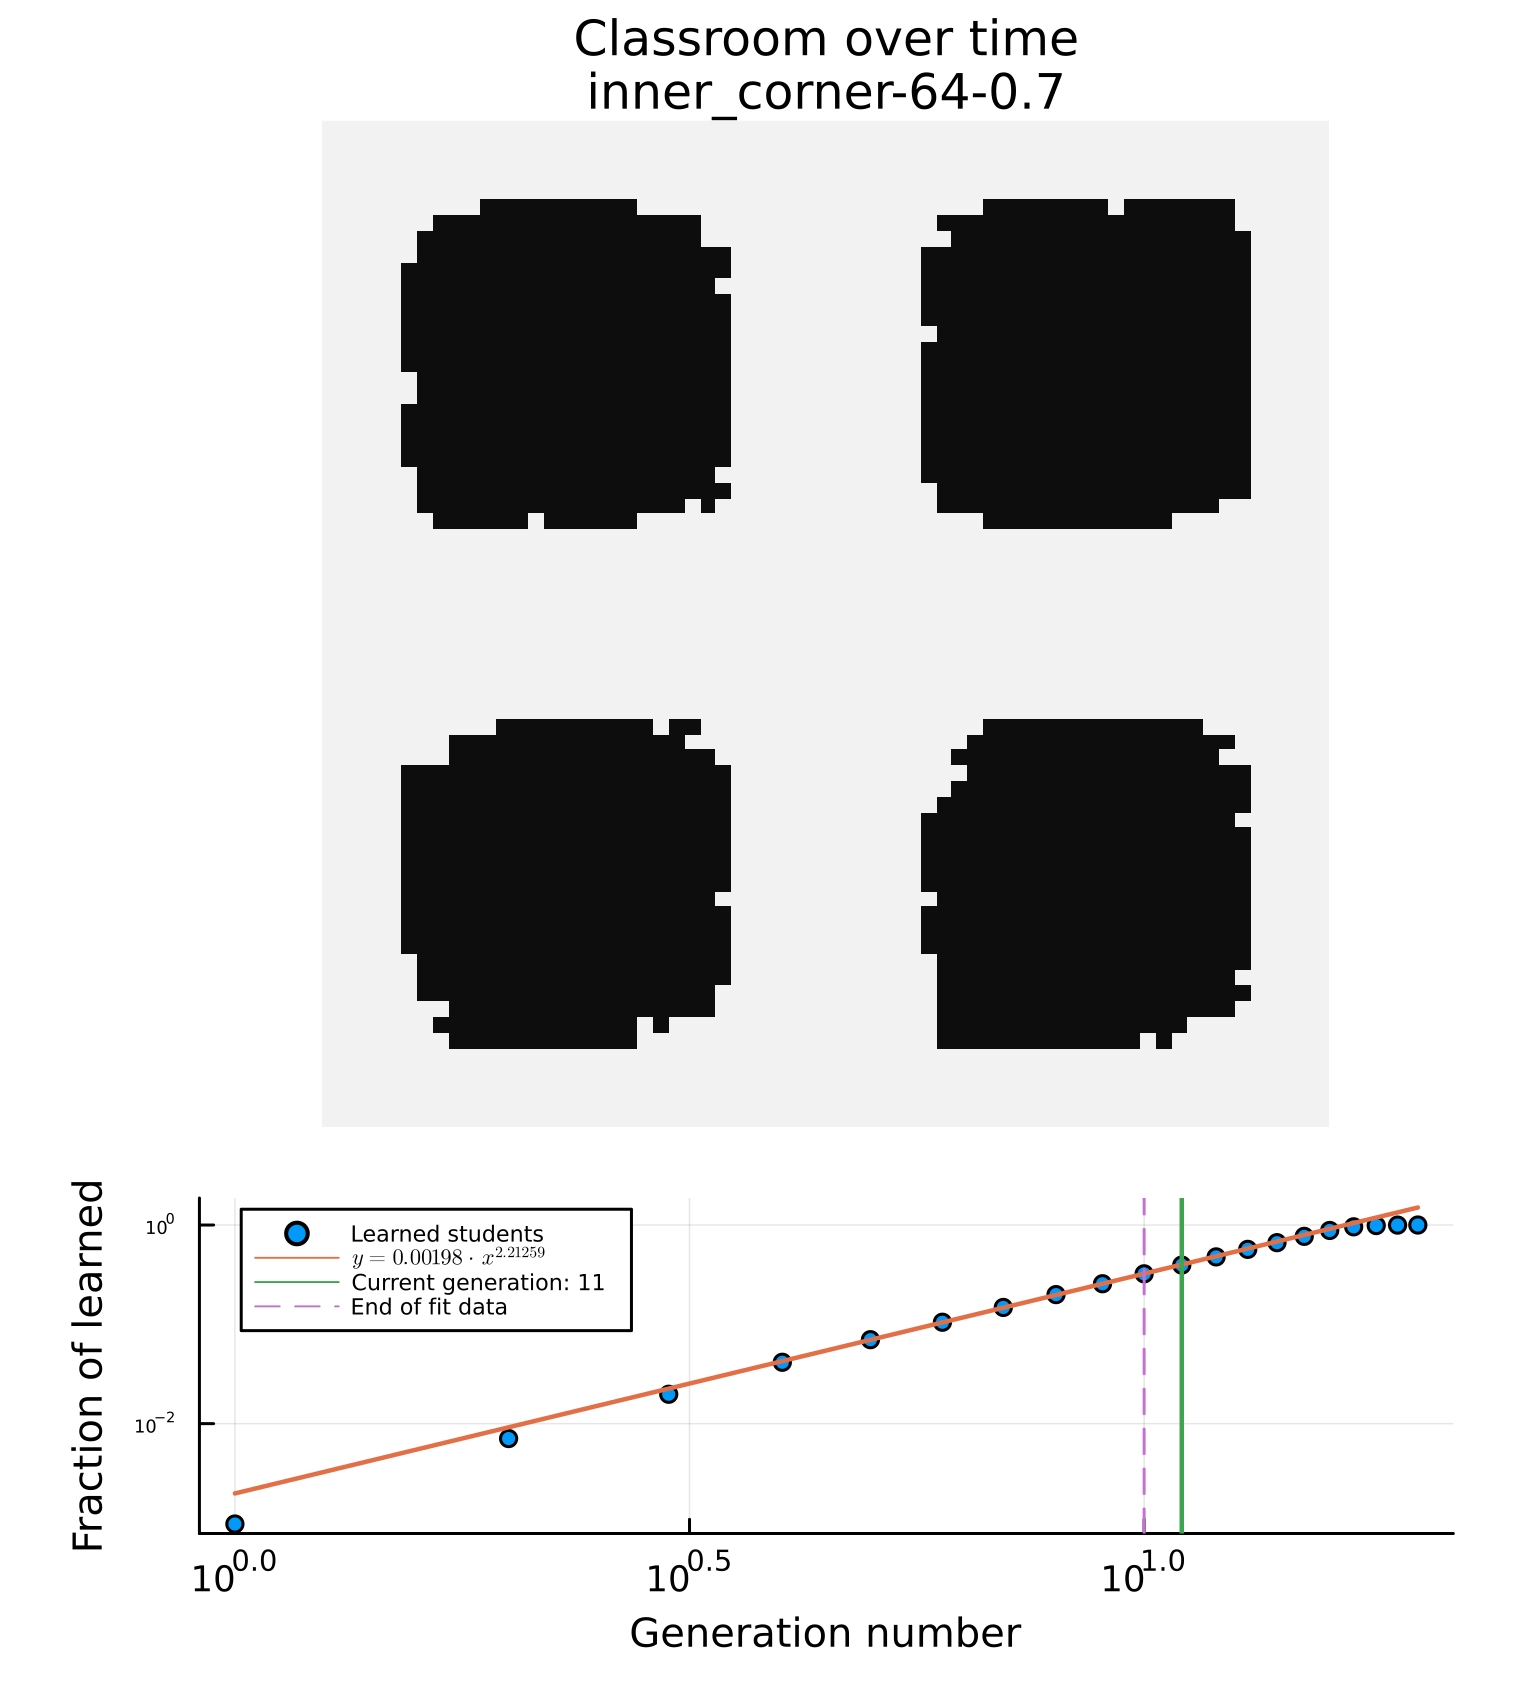 Classroom over time
inner_corner-64-0.7
Fraction of learned
10^0
10^−2
Learned students
y = 0.00198 · x^2.21259
Current generation: 11
End of fit data
10^0.0
10^0.5
10^1.0
Generation number